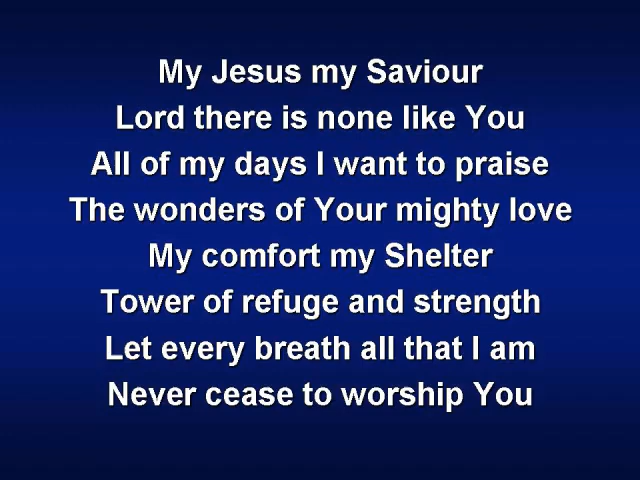 My Jesus my Saviour
Lord there is none like You
All of my days I want to praise
The wonders of Your mighty love
My comfort my Shelter
Tower of refuge and strength
Let every breath all that I am
Never cease to worship You